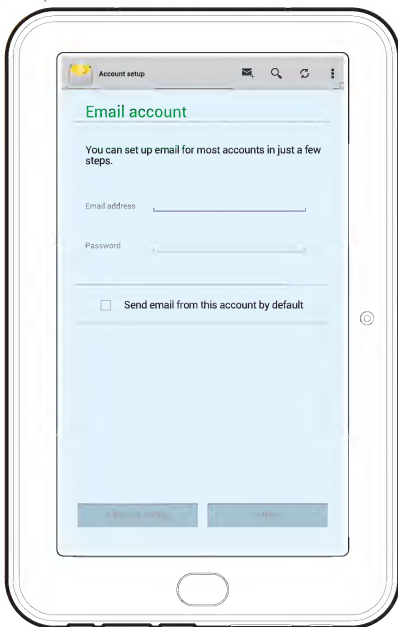 Account setup
Email account
You can set up email for most accounts in just a few
steps.
Email address
Password
Send email from this account by default